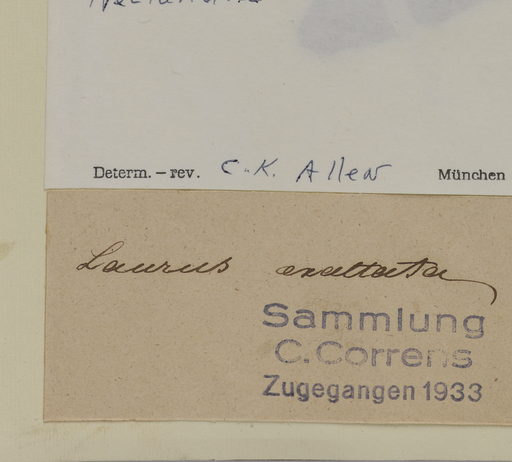 Determ. – rev. C. K. Allen München
Laurus exaltata
Sammlung
C. Correns
Zugegangen 1933